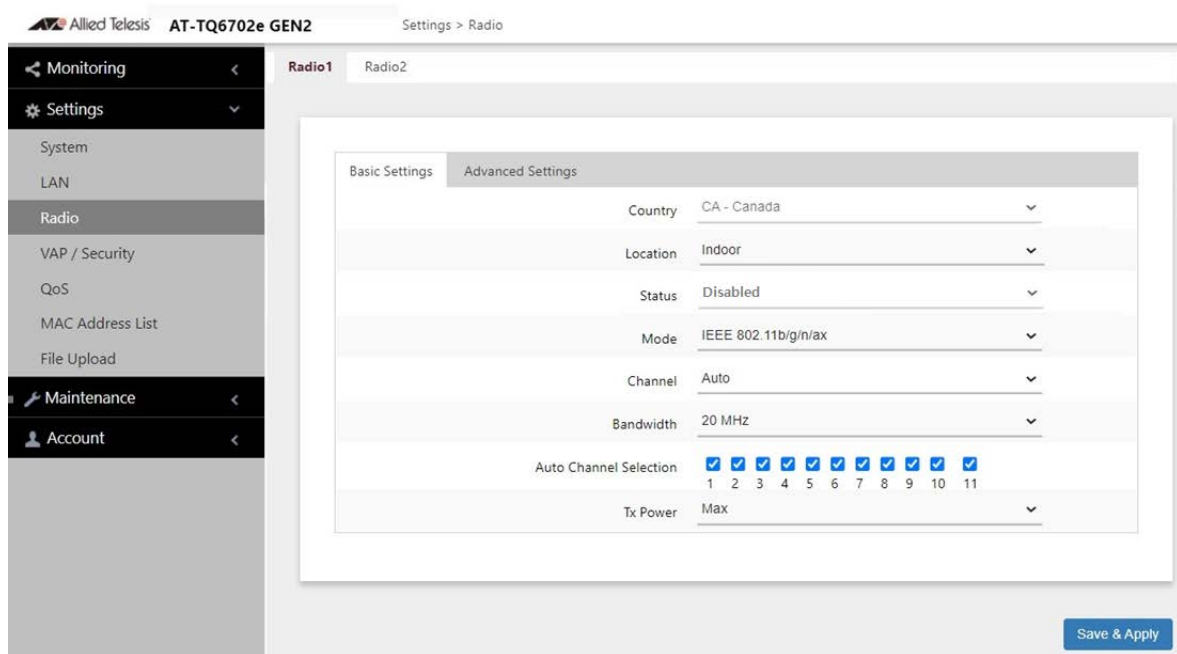 Allied Telesis AT-TQ6702e GEN2 Settings > Radio
Monitoring
Settings
System
LAN
Radio
VAP / Security
QoS
MAC Address List
File Upload
Maintenance
Account
Radio1 Radio2
Basic Settings Advanced Settings
Country CA - Canada
Location Indoor
Status Disabled
Mode IEEE 802.11b/g/n/ax
Channel Auto
Bandwidth 20 MHz
Auto Channel Selection
1 2 3 4 5 6 7 8 9 10 11
Tx Power Max
Save & Apply